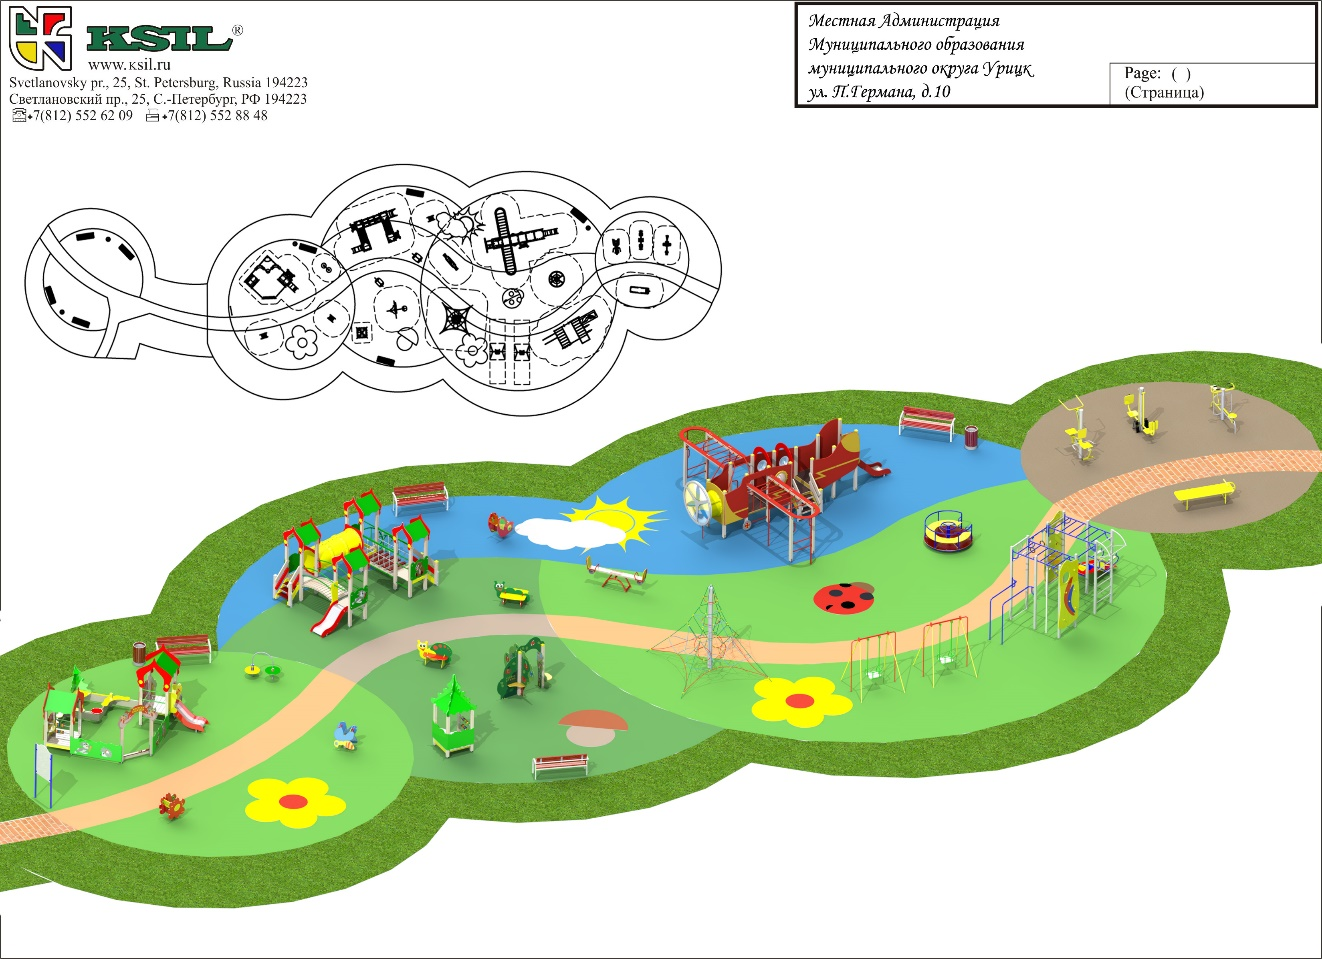 KSIL®
www.ksil.ru
Svetlanovsky pr., 25, St. Petersburg, Russia 194223
Светлановский пр., 25, С.-Петербург, РФ 194223
+7(812) 552 62 09 +7(812) 552 88 48
Местная Администрация
Муниципального образования
муниципального округа Урицк
ул. П.Германа, д.10
Page: ( )
(Страница)